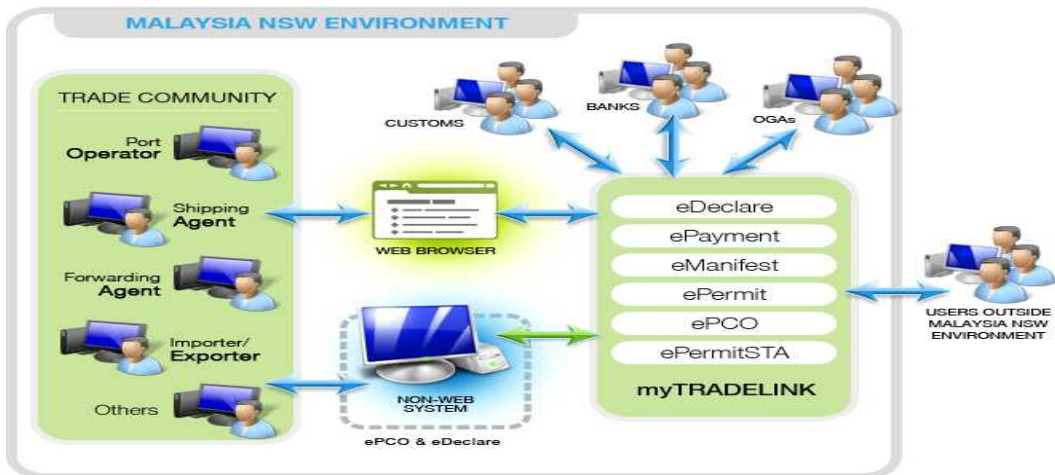 MALAYSIA NSW ENVIRONMENT
TRADE COMMUNITY
Port
Operator
Shipping
Agent
Forwarding
Agent
Importer/
Exporter
Others
WEB BROWSER
NON-WEB
SYSTEM
ePCO & eDeclare
CUSTOMS
BANKS
OGAs
eDeclare
ePayment
eManifest
ePermit
ePCO
ePermitSTA
myTRADELINK
USERS OUTSIDE
MALAYSIA NSW
ENVIRONMENT